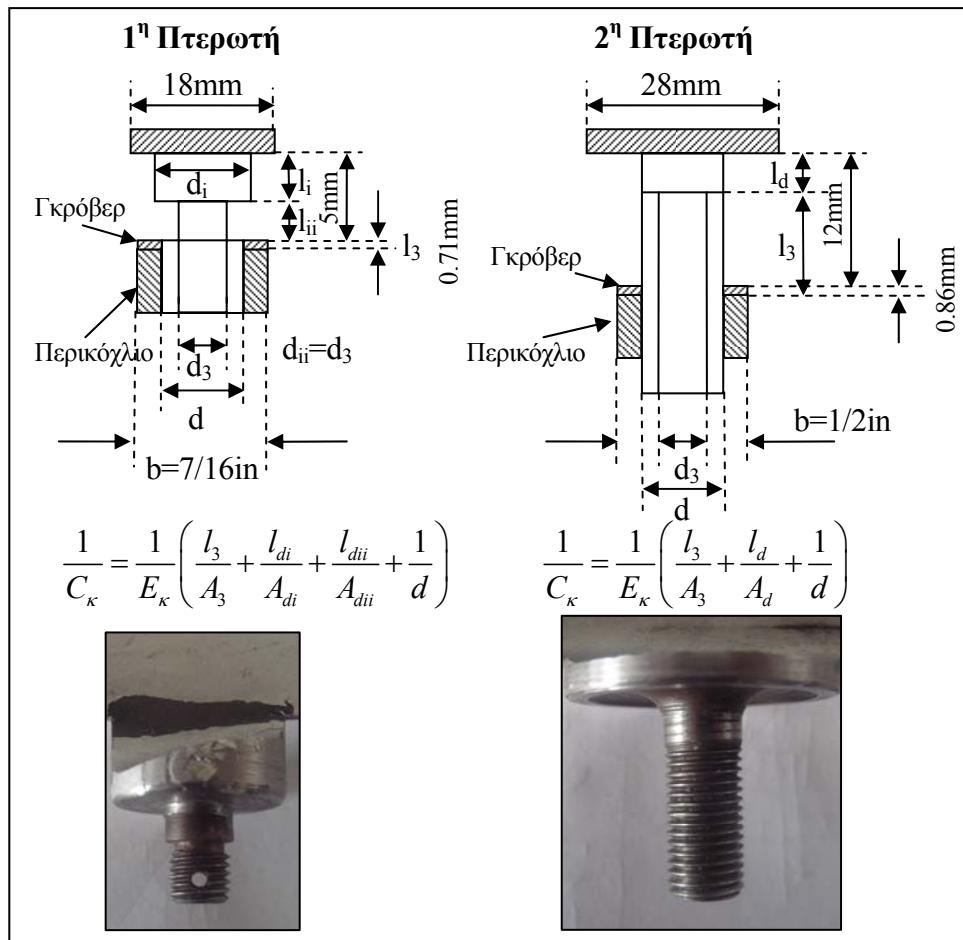 1η Πτερωτή
2η Πτερωτή
18mm
28mm
di
li
5mm
lii
Γκρόβερ
l3
0.71mm
Περικόχλιο
d3
dii=d3
d
b=7/16in
ld
12mm
l3
Γκρόβερ
0.86mm
Περικόχλιο
b=1/2in
d3
d
1/Cκ = 1/Eκ (l3/A3 + ldi/Adi + ldii/Adii + 1/d)
1/Cκ = 1/Eκ (l3/A3 + ld/Ad + 1/d)